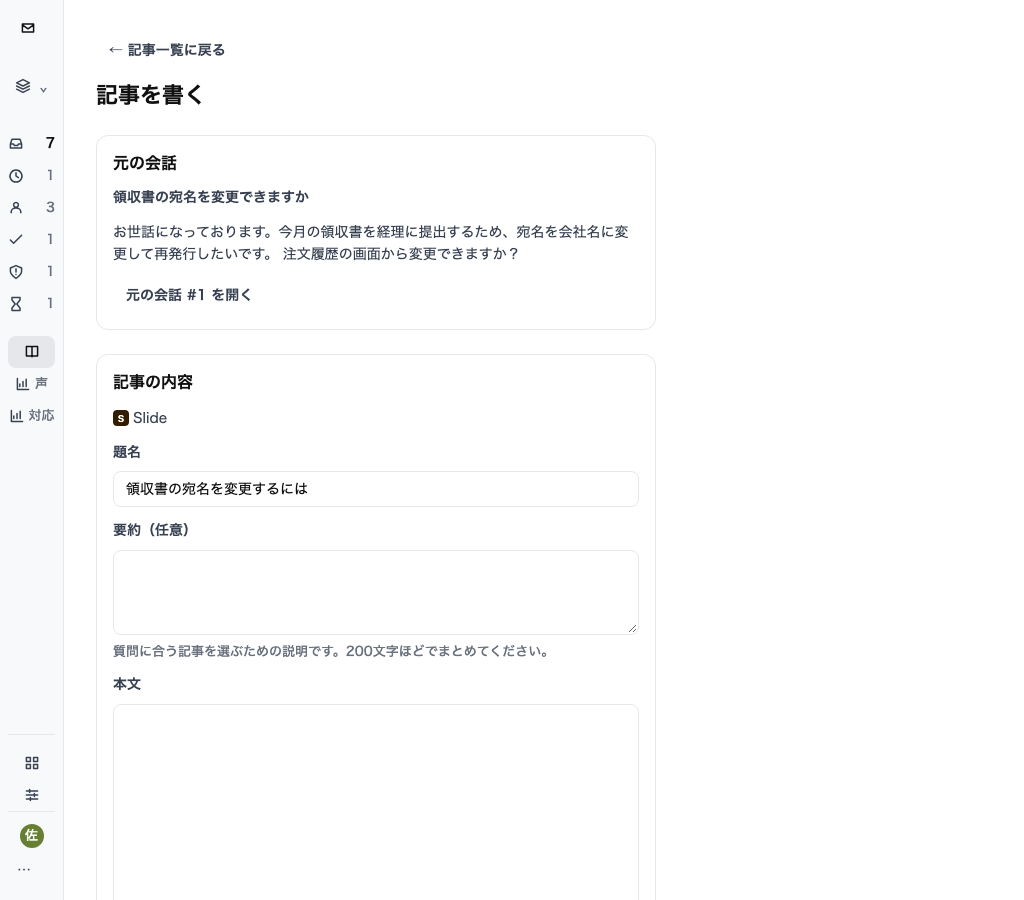 ← 記事一覧に戻る
記事を書く
7
1
3
1
1
1
声
対応
佐
…
元の会話
領収書の宛名を変更できますか
お世話になっております。今月の領収書を経理に提出するため、宛名を会社名に変
更して再発行したいです。 注文履歴の画面から変更できますか？
元の会話 #1 を開く
記事の内容
s Slide
題名
領収書の宛名を変更するには
要約（任意）
質問に合う記事を選ぶための説明です。200文字ほどでまとめてください。
本文